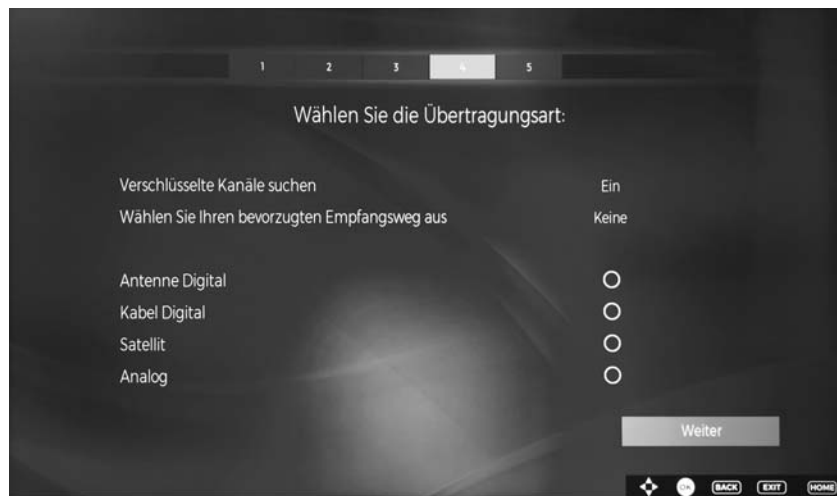 1 2 3 4 5
Wählen Sie die Übertragungsart:
Verschlüsselte Kanäle suchen Ein
Wählen Sie Ihren bevorzugten Empfangsweg aus Keine
Antenne Digital
Kabel Digital
Satellit
Analog
Weiter
OK BACK EXIT HOME